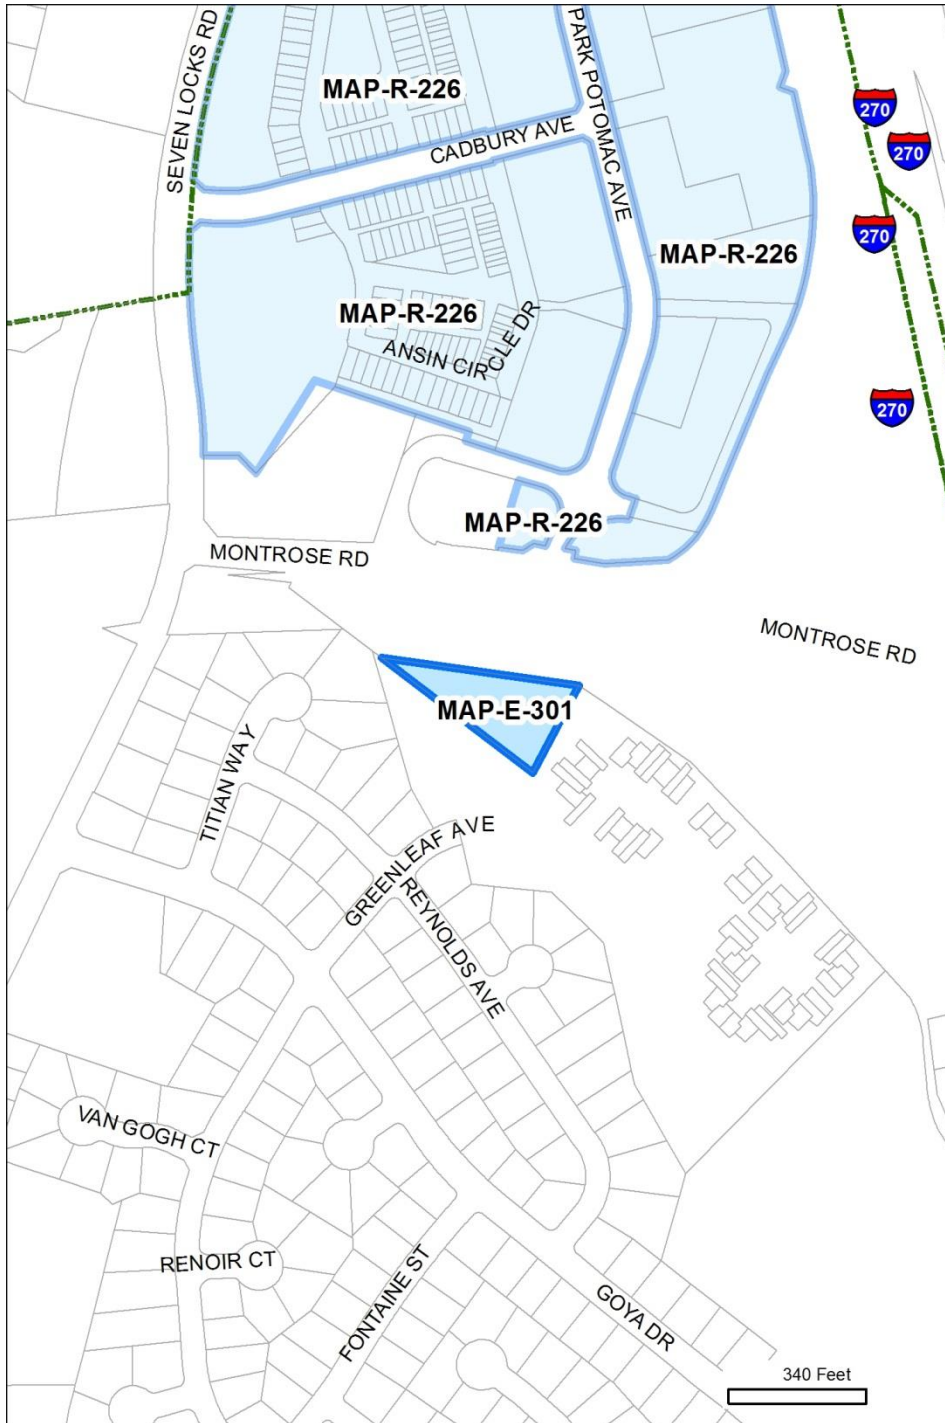 SEVEN LOCKS RD
PARK POTOMAC AVE
MAP-R-226
270
270
CADBURY AVE
270
MAP-R-226
MAP-R-226
ANSIN CIRCLE DR
270
MAP-R-226
MONTROSE RD
MONTROSE RD
MAP-E-301
TITIAN WAY
GREENLEAF AVE
REYNOLDS AVE
VAN GOGH CT
RENOIR CT
FONTAINE ST
GOYA DR
340 Feet